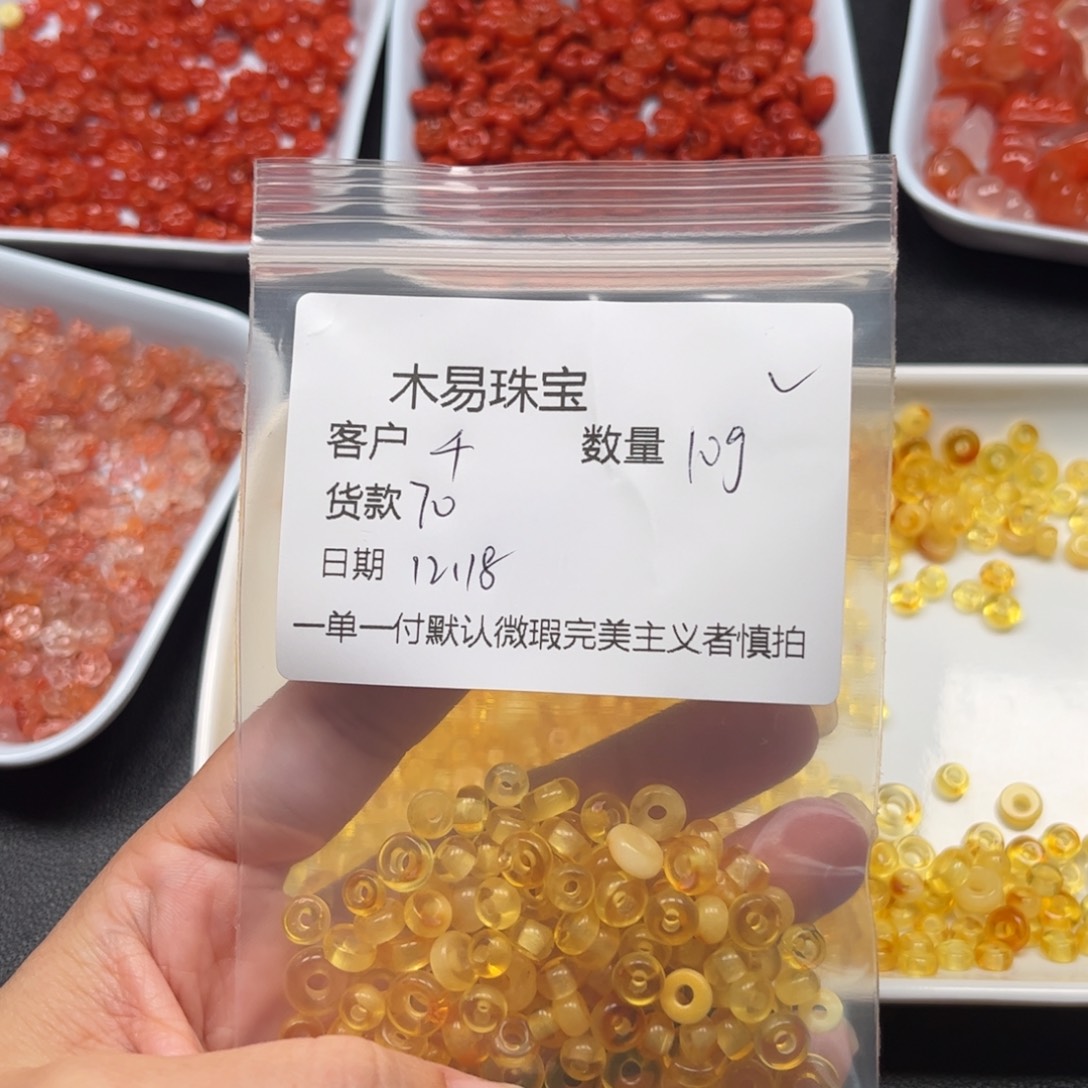 木易珠宝 ✓
客户 4 数量 10g
货款 70
日期 12.18
一单一付默认微瑕完美主义者慎拍